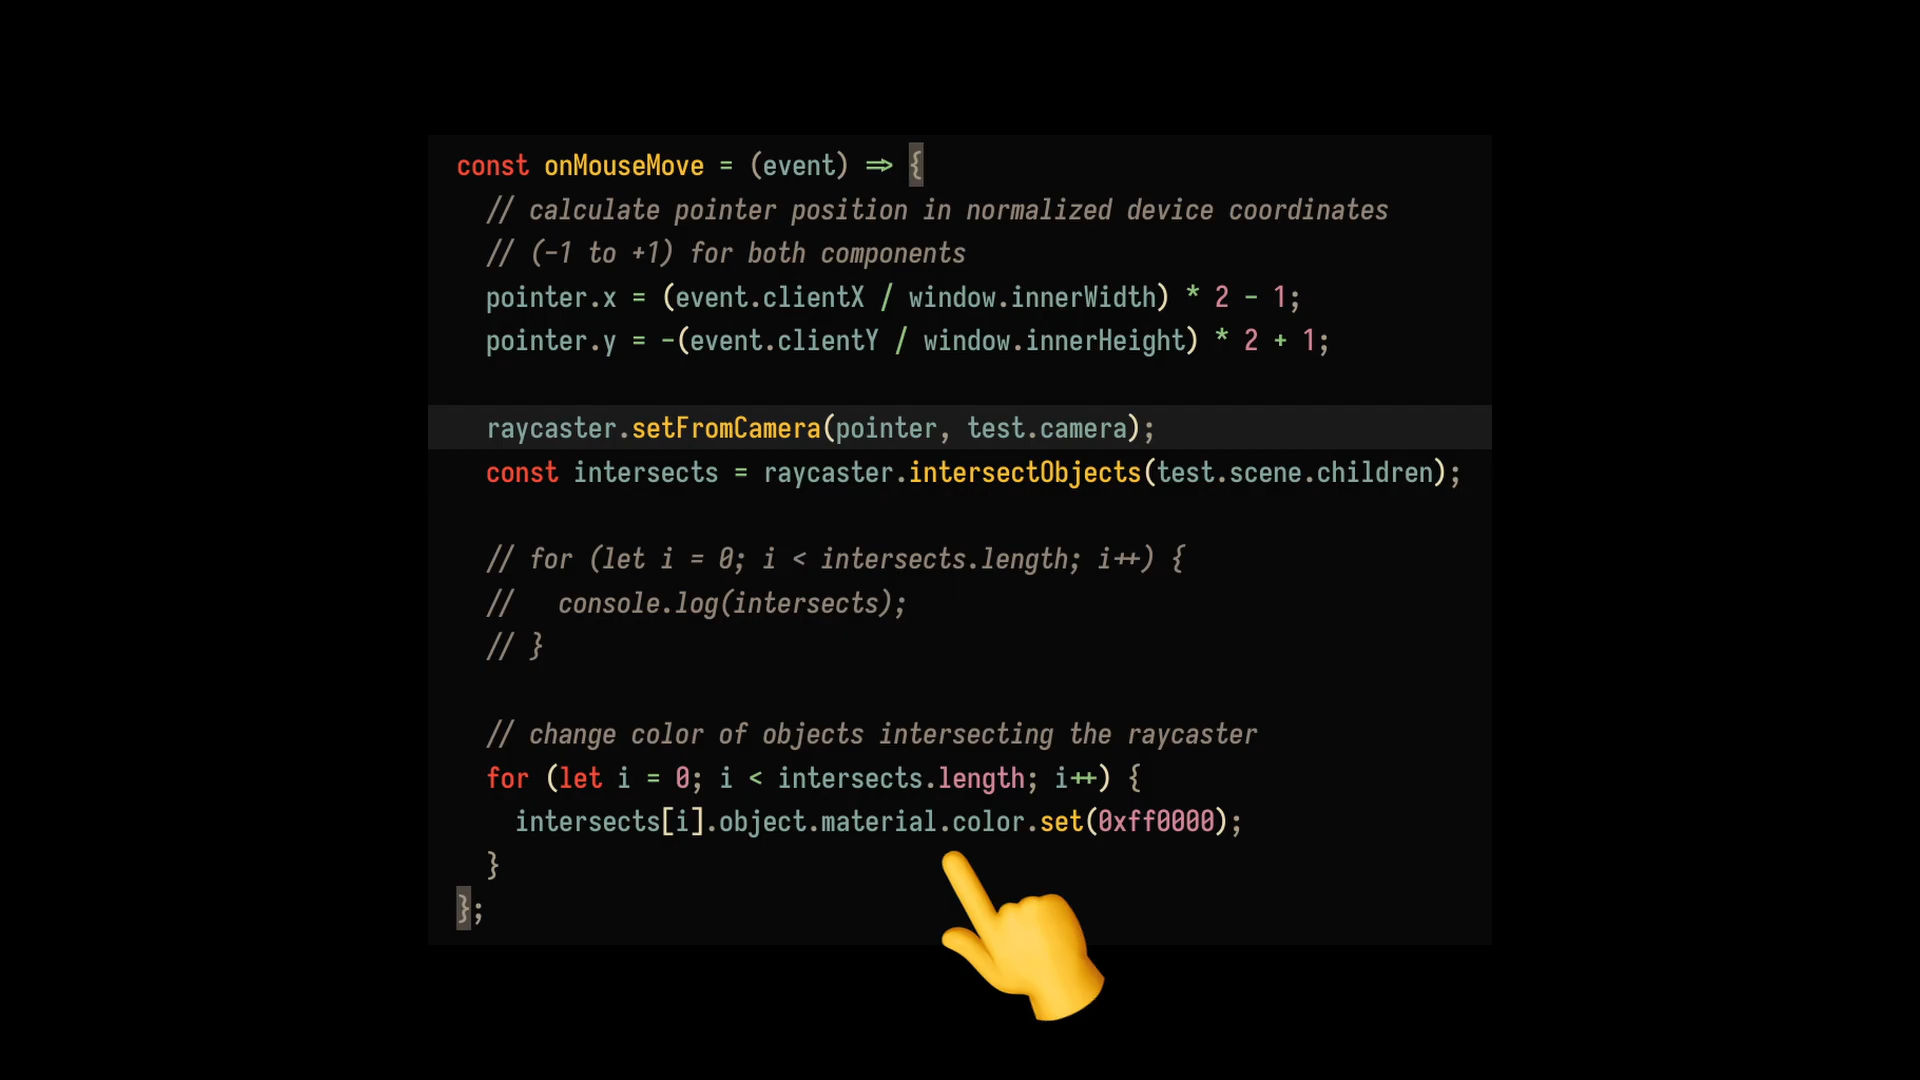 const onMouseMove = (event) => {
// calculate pointer position in normalized device coordinates
// (-1 to +1) for both components
pointer.x = (event.clientX / window.innerWidth) * 2 - 1;
pointer.y = -(event.clientY / window.innerHeight) * 2 + 1;
raycaster.setFromCamera(pointer, test.camera);
const intersects = raycaster.intersectObjects(test.scene.children);
// for (let i = 0; i < intersects.length; i++) {
//   console.log(intersects);
// }
// change color of objects intersecting the raycaster
for (let i = 0; i < intersects.length; i++) {
intersects[i].object.material.color.set(0xff0000);
}
};